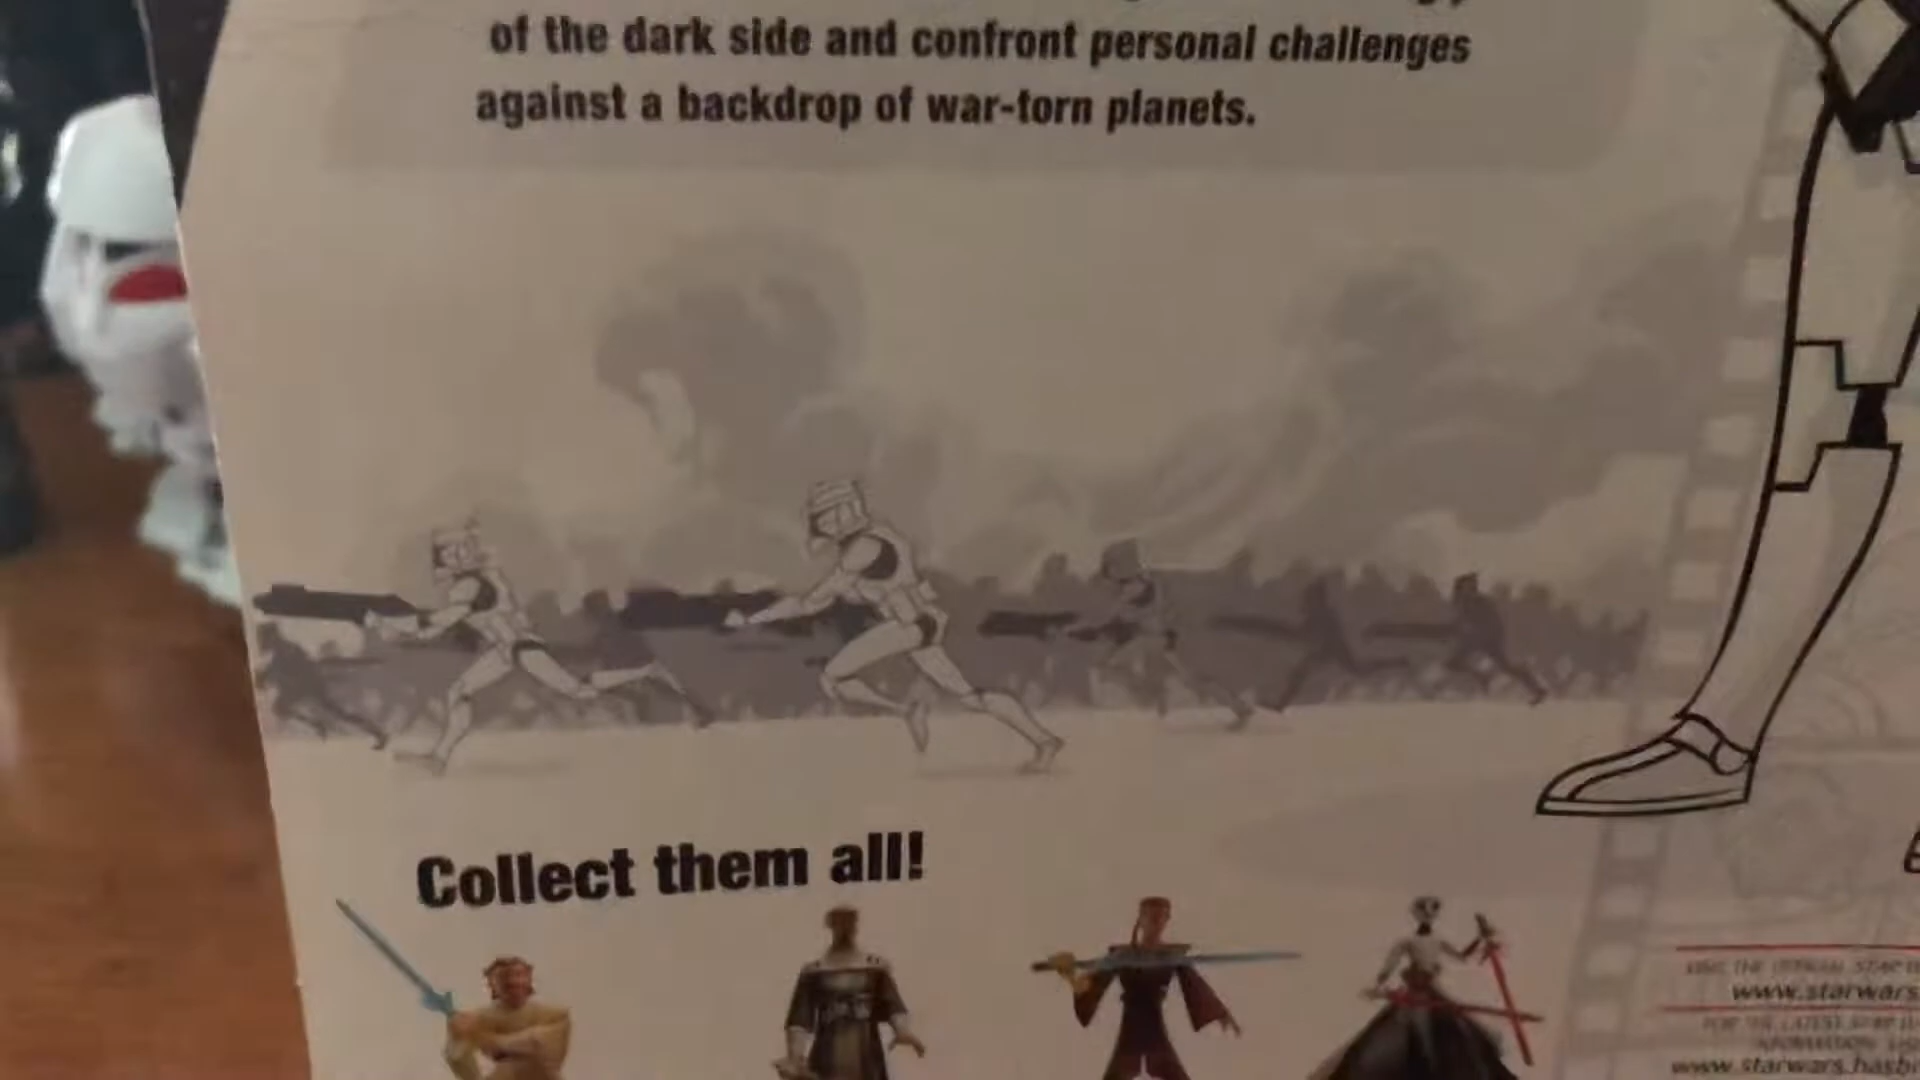 of the dark side and confront personal challenges
against a backdrop of war-torn planets.
Collect them all!
www.starwars
www.starwars.hasb